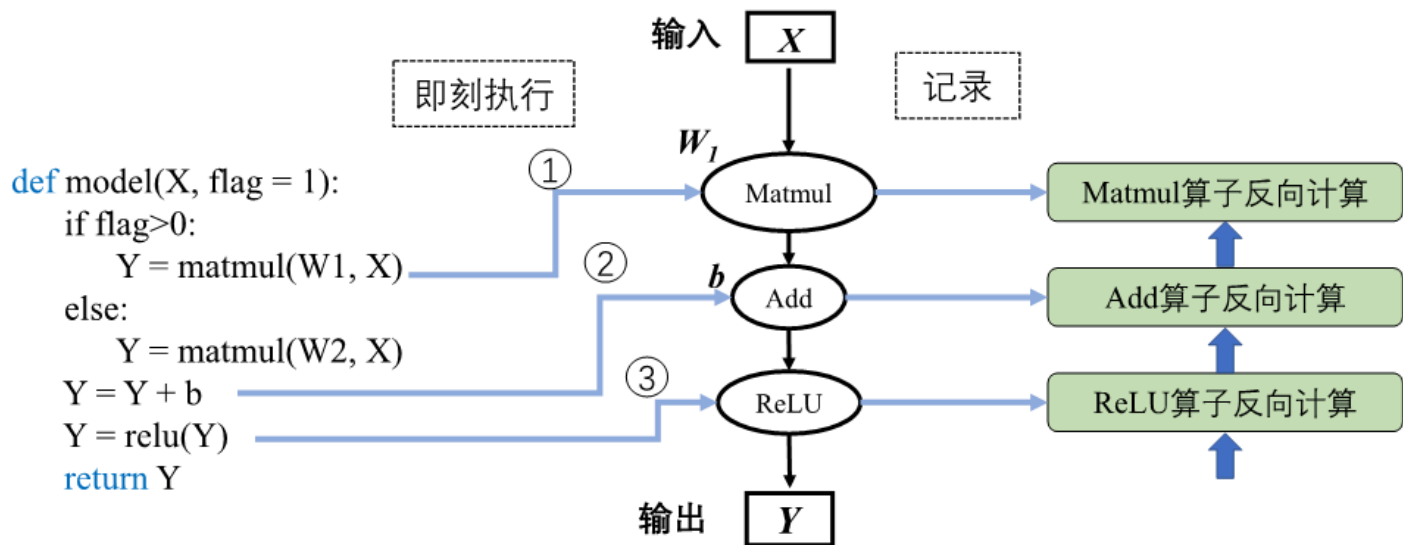 输入
X
即刻执行
记录
def model(X, flag = 1):
if flag>0:
Y = matmul(W1, X)
else:
Y = matmul(W2, X)
Y = Y + b
Y = relu(Y)
return Y
①
②
③
W1
Matmul
b
Add
ReLU
Matmul算子反向计算
Add算子反向计算
ReLU算子反向计算
输出
Y